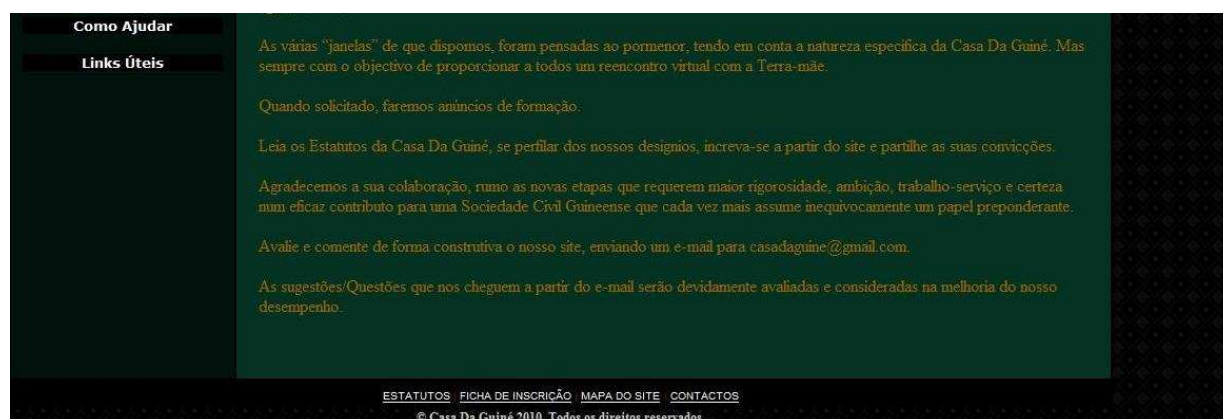 Como Ajudar
Links Úteis
As várias “janelas” de que dispomos, foram pensadas ao pormenor, tendo em conta a natureza especifica da Casa Da Guiné. Mas
sempre com o objectivo de proporcionar a todos um reencontro virtual com a Terra-mãe.
Quando solicitado, faremos anúncios de formação.
Leia os Estatutos da Casa Da Guiné, se perfilar dos nossos designios, increva-se a partir do site e partilhe as suas convicções.
Agradecemos a sua colaboração, rumo as novas etapas que requerem maior rigorosidade, ambição, trabalho-serviço e certeza
num eficaz contributo para uma Sociedade Civil Guineense que cada vez mais assume inequivocamente um papel preponderante.
Avalie e comente de forma construtiva o nosso site, enviando um e-mail para casadaguine@gmail.com.
As sugestões/Questões que nos cheguem a partir do e-mail serão devidamente avaliadas e consideradas na melhoria do nosso
desempenho.
ESTATUTOS FICHA DE INSCRIÇÃO MAPA DO SITE CONTACTOS
© Casa Da Guiné 2010. Todos os direitos reservados